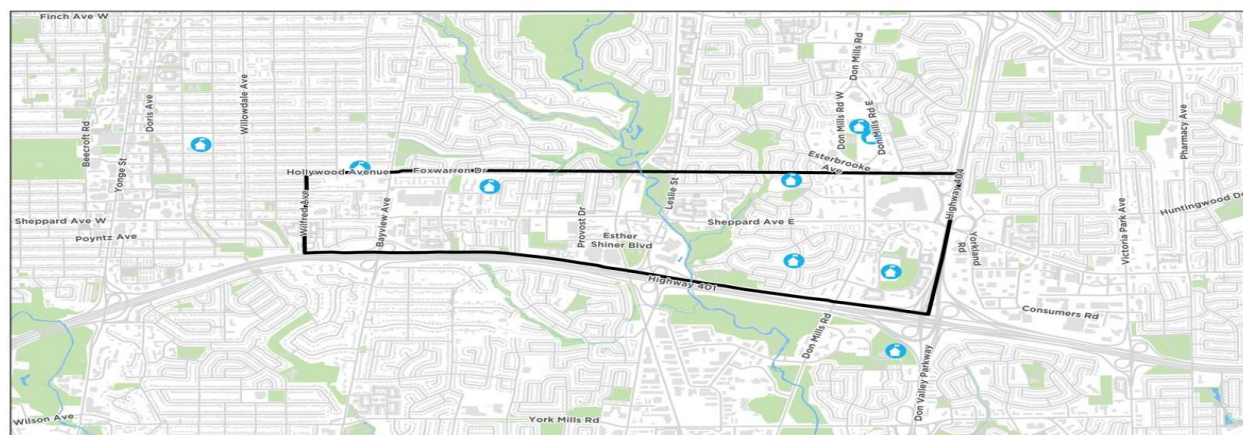 Finch Ave W
Beecroft Rd
Yonge St
Doris Ave
Willowdale Ave
Don Mills Rd
Don Mills Rd W
Don Mills Rd E
Pharmacy Ave
Hollywood Avenue
Foxwarren Dr
Esterbrooke
Ave
Highway 404
Leslie St
Huntingwood Dr
Sheppard Ave W
Poyntz Ave
Wilfred Ave
Bayview Ave
Provost Dr
Esther
Shiner Blvd
Sheppard Ave E
Yorkland
Rd
Victoria Park Ave
Highway 401
Consumers Rd
Don Mills Rd
Don Valley Parkway
Wilson Ave
York Mills Rd